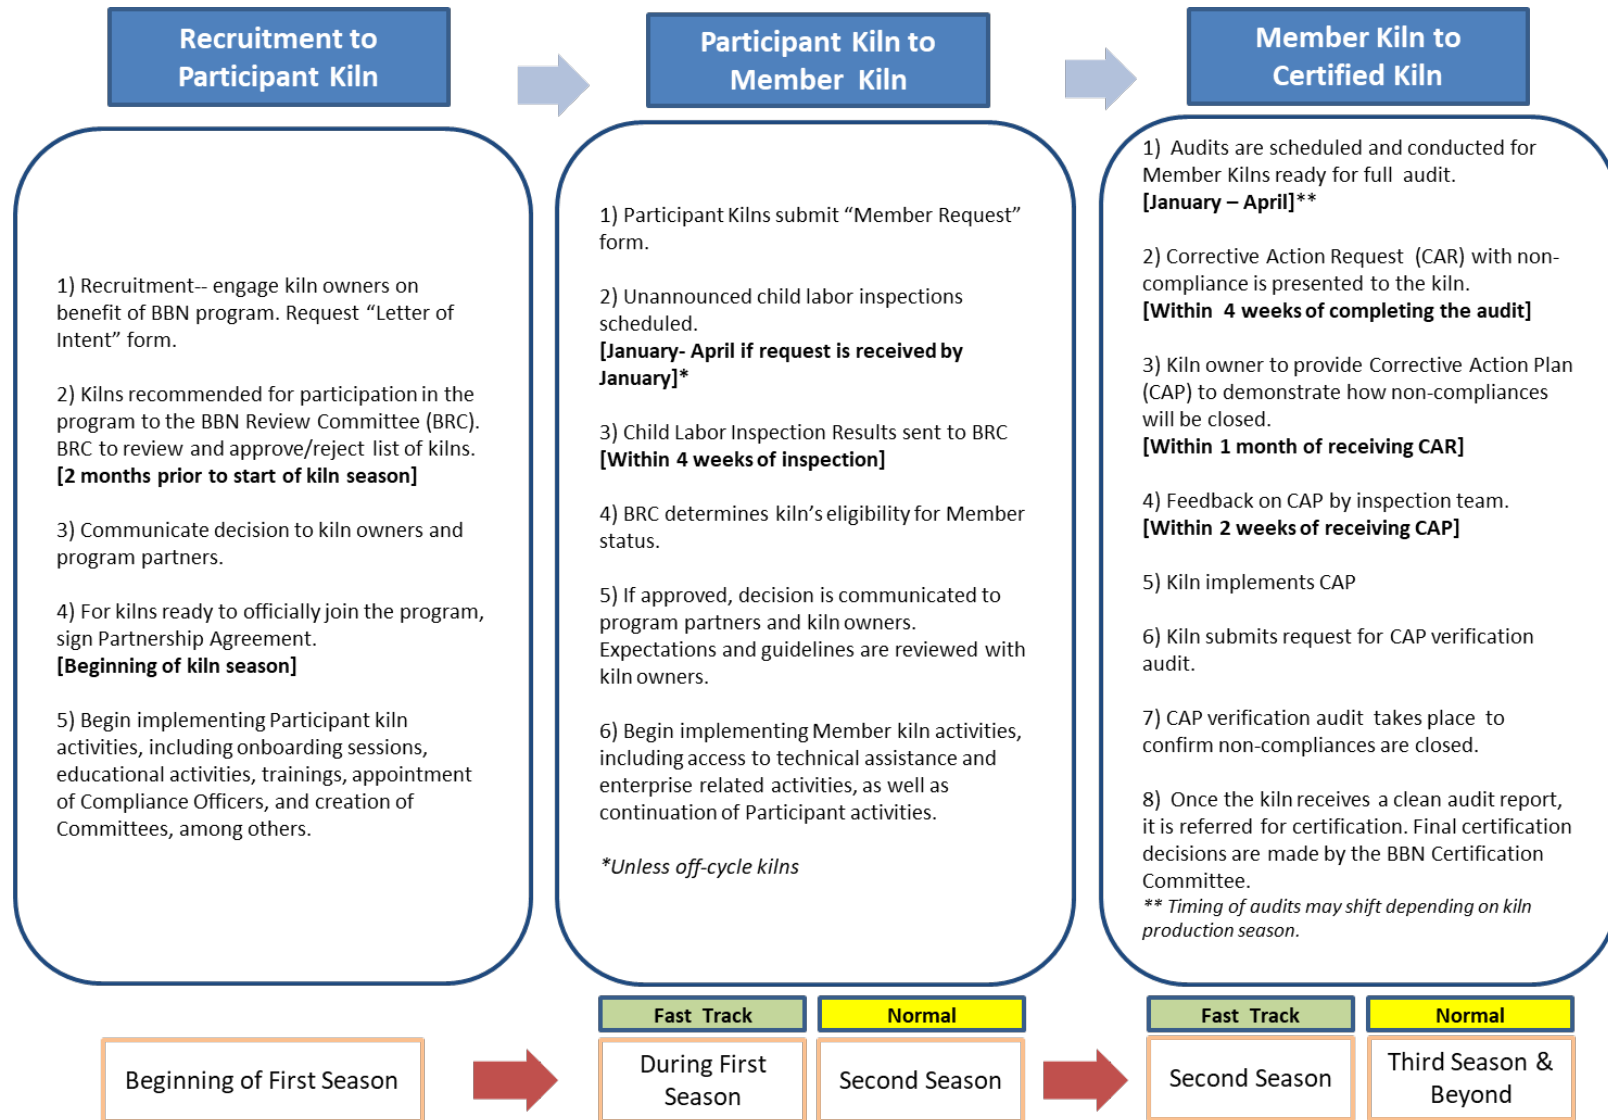 Recruitment to
Participant Kiln
Participant Kiln to
Member Kiln
Member Kiln to
Certified Kiln
1) Recruitment-- engage kiln owners on
benefit of BBN program. Request “Letter of
Intent” form.
2) Kilns recommended for participation in the
program to the BBN Review Committee (BRC).
BRC to review and approve/reject list of kilns.
[2 months prior to start of kiln season]
3) Communicate decision to kiln owners and
program partners.
4) For kilns ready to officially join the program,
sign Partnership Agreement.
[Beginning of kiln season]
5) Begin implementing Participant kiln
activities, including onboarding sessions,
educational activities, trainings, appointment
of Compliance Officers, and creation of
Committees, among others.
1) Participant Kilns submit “Member Request”
form.
2) Unannounced child labor inspections
scheduled.
[January- April if request is received by
January]*
3) Child Labor Inspection Results sent to BRC
[Within 4 weeks of inspection]
4) BRC determines kiln’s eligibility for Member
status.
5) If approved, decision is communicated to
program partners and kiln owners.
Expectations and guidelines are reviewed with
kiln owners.
6) Begin implementing Member kiln activities,
including access to technical assistance and
enterprise related activities, as well as
continuation of Participant activities.
*Unless off-cycle kilns
1) Audits are scheduled and conducted for
Member Kilns ready for full audit.
[January – April]**
2) Corrective Action Request (CAR) with non-
compliance is presented to the kiln.
[Within 4 weeks of completing the audit]
3) Kiln owner to provide Corrective Action Plan
(CAP) to demonstrate how non-compliances
will be closed.
[Within 1 month of receiving CAR]
4) Feedback on CAP by inspection team.
[Within 2 weeks of receiving CAP]
5) Kiln implements CAP
6) Kiln submits request for CAP verification
audit.
7) CAP verification audit takes place to
confirm non-compliances are closed.
8) Once the kiln receives a clean audit report,
it is referred for certification. Final certification
decisions are made by the BBN Certification
Committee.
** Timing of audits may shift depending on kiln
production season.
Fast Track
Normal
Fast Track
Normal
Beginning of First Season
During First
Season
Second Season
Second Season
Third Season &
Beyond